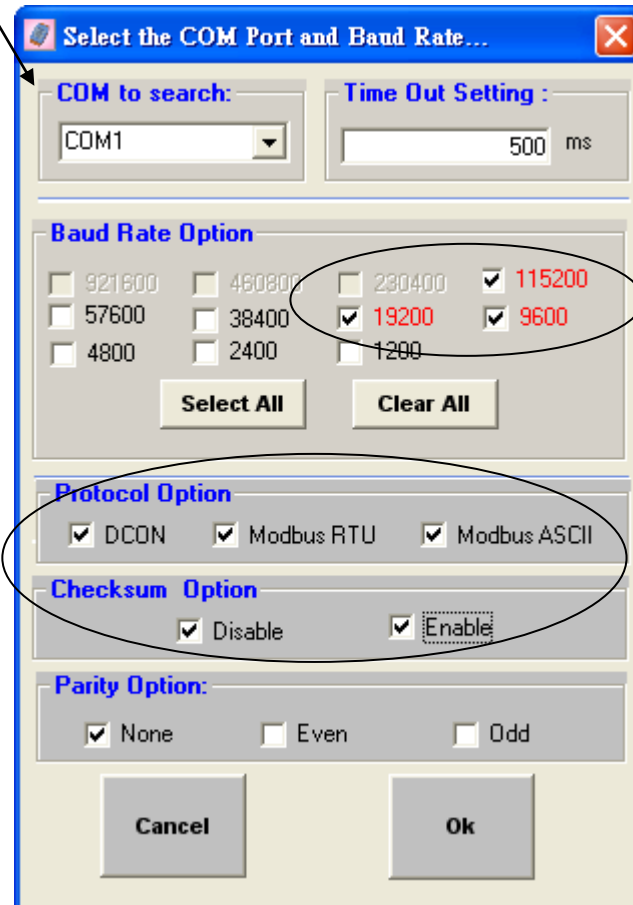 Select the COM Port and Baud Rate...
COM to search:
Time Out Setting :
COM1
500 ms
Baud Rate Option
921600 460800 230400 115200
57600 38400 19200 9600
4800 2400 1200
Select All Clear All
Protocol Option
DCON Modbus RTU Modbus ASCII
Checksum Option
Disable Enable
Parity Option:
None Even Odd
Cancel Ok